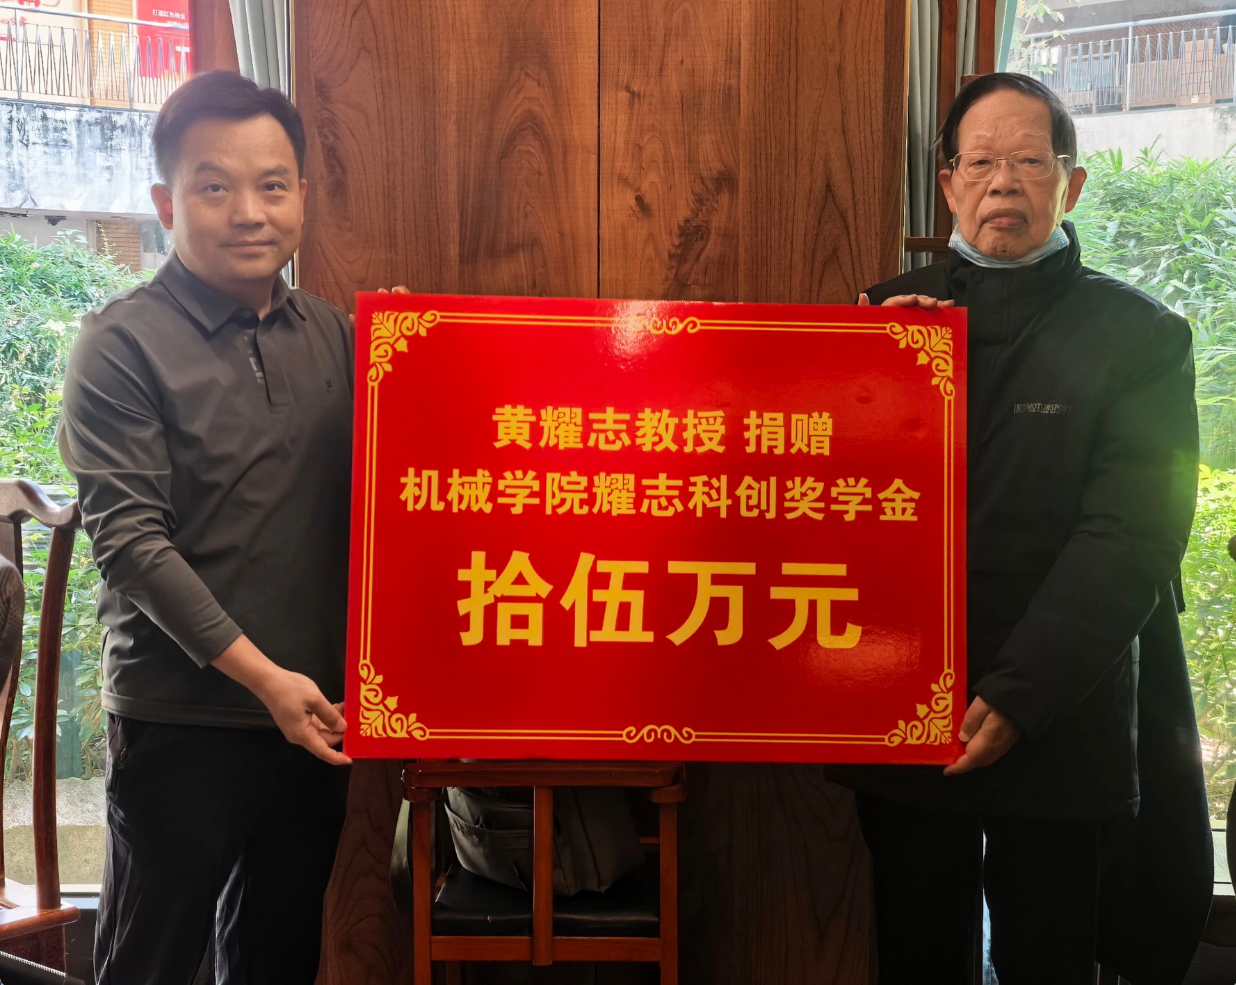 黄耀志教授 捐赠
机械学院耀志科创奖学金
拾伍万元